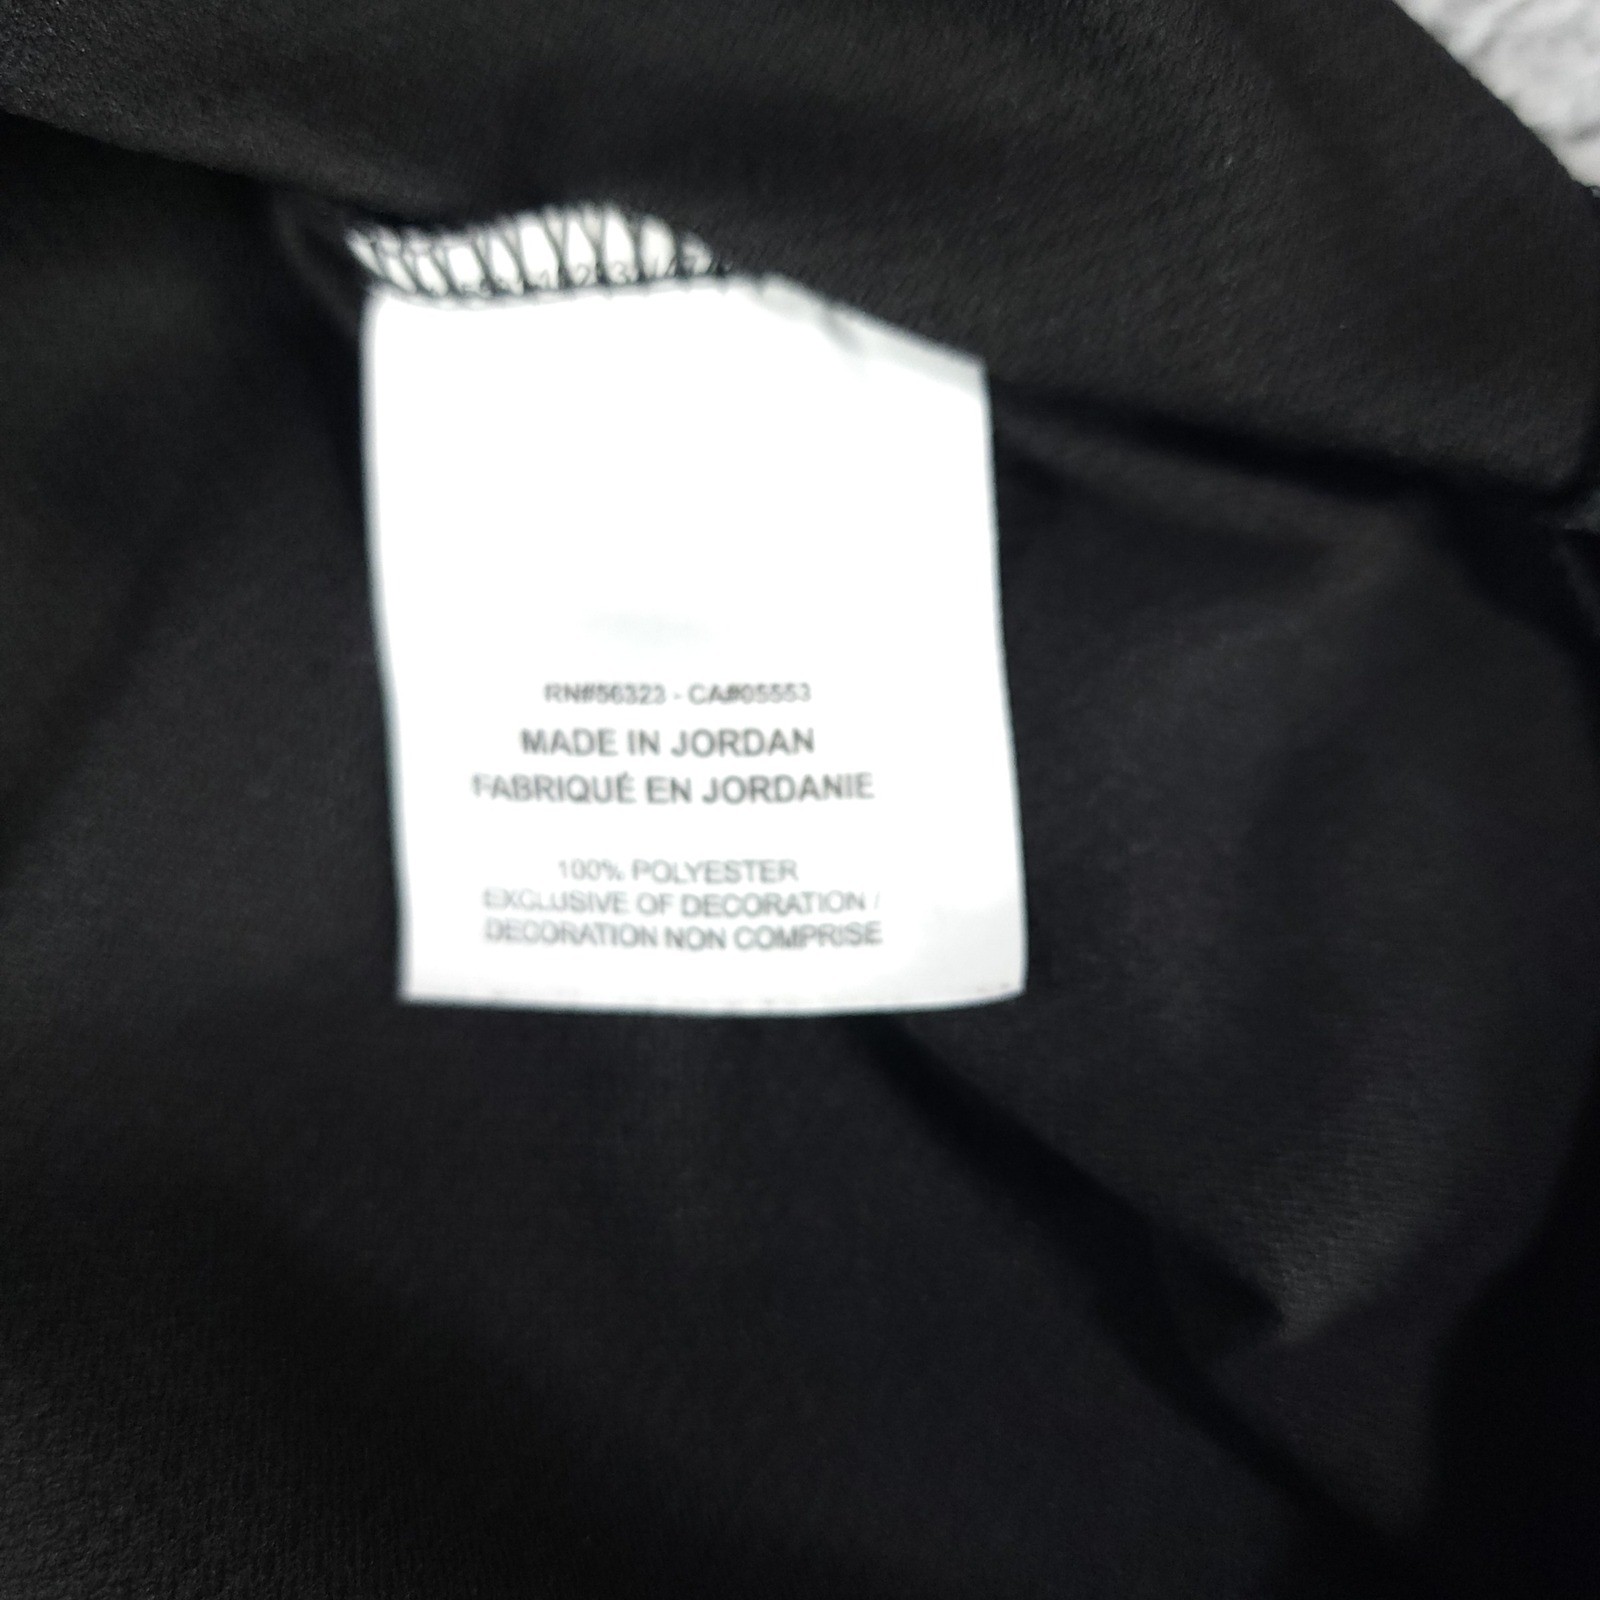 RN#56323 - CA#05553
MADE IN JORDAN
FABRIQUÉ EN JORDANIE
100% POLYESTER
EXCLUSIVE OF DECORATION /
DECORATION NON COMPRISE